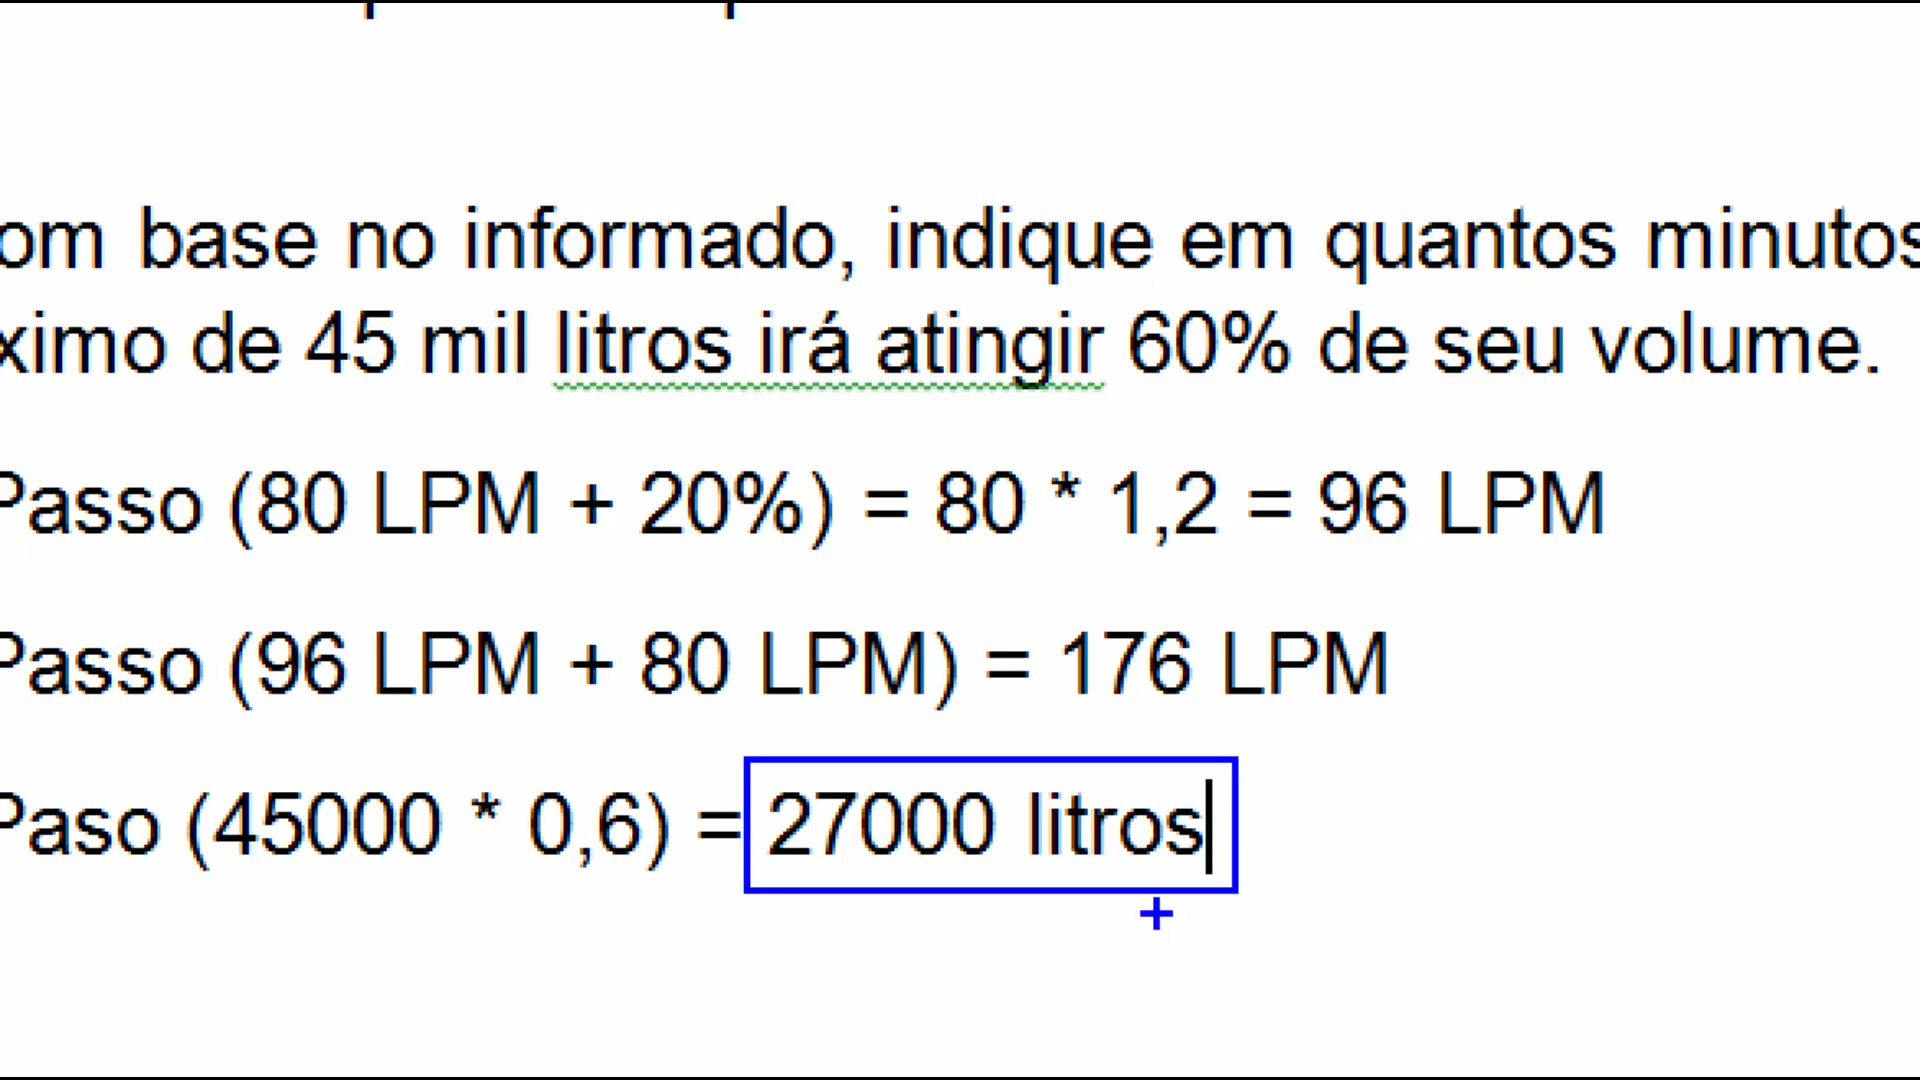 om base no informado, indique em quantos minutos
ximo de 45 mil litros irá atingir 60% de seu volume.
Passo (80 LPM + 20%) = 80 * 1,2 = 96 LPM
Passo (96 LPM + 80 LPM) = 176 LPM
Paso (45000 * 0,6) = 27000 litros